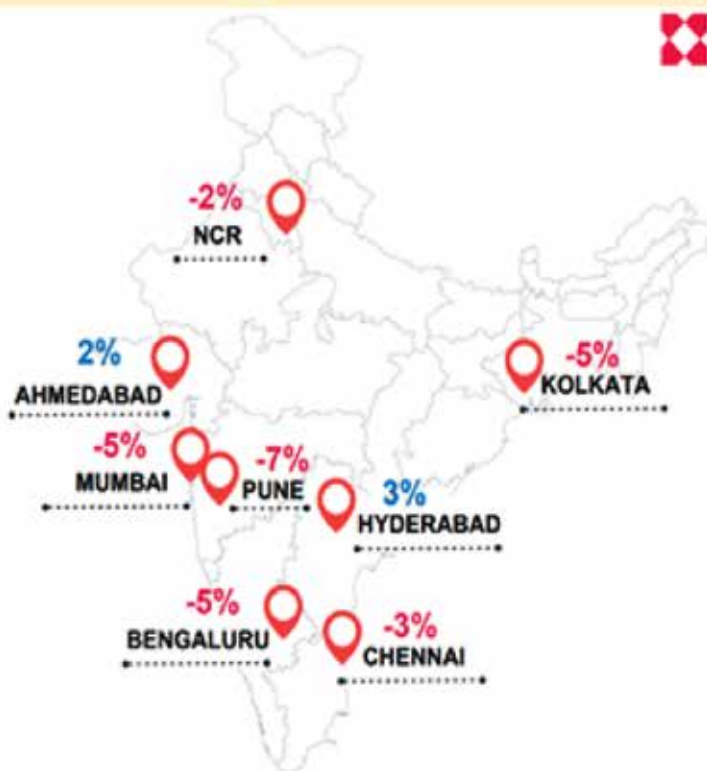 -2%
NCR
2%
AHMEDABAD
-5%
KOLKATA
-5%
MUMBAI
-7%
PUNE
3%
HYDERABAD
-5%
BENGALURU
-3%
CHENNAI